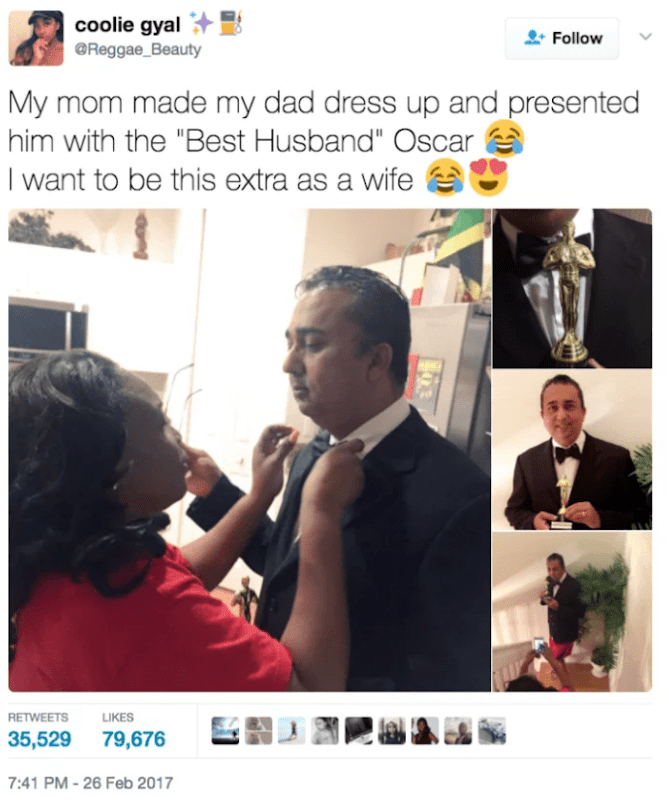 coolie gyal ✨⛽
@Reggae_Beauty
Follow
My mom made my dad dress up and presented
him with the "Best Husband" Oscar 😂
I want to be this extra as a wife 😂😍
RETWEETS LIKES
35,529 79,676
7:41 PM - 26 Feb 2017